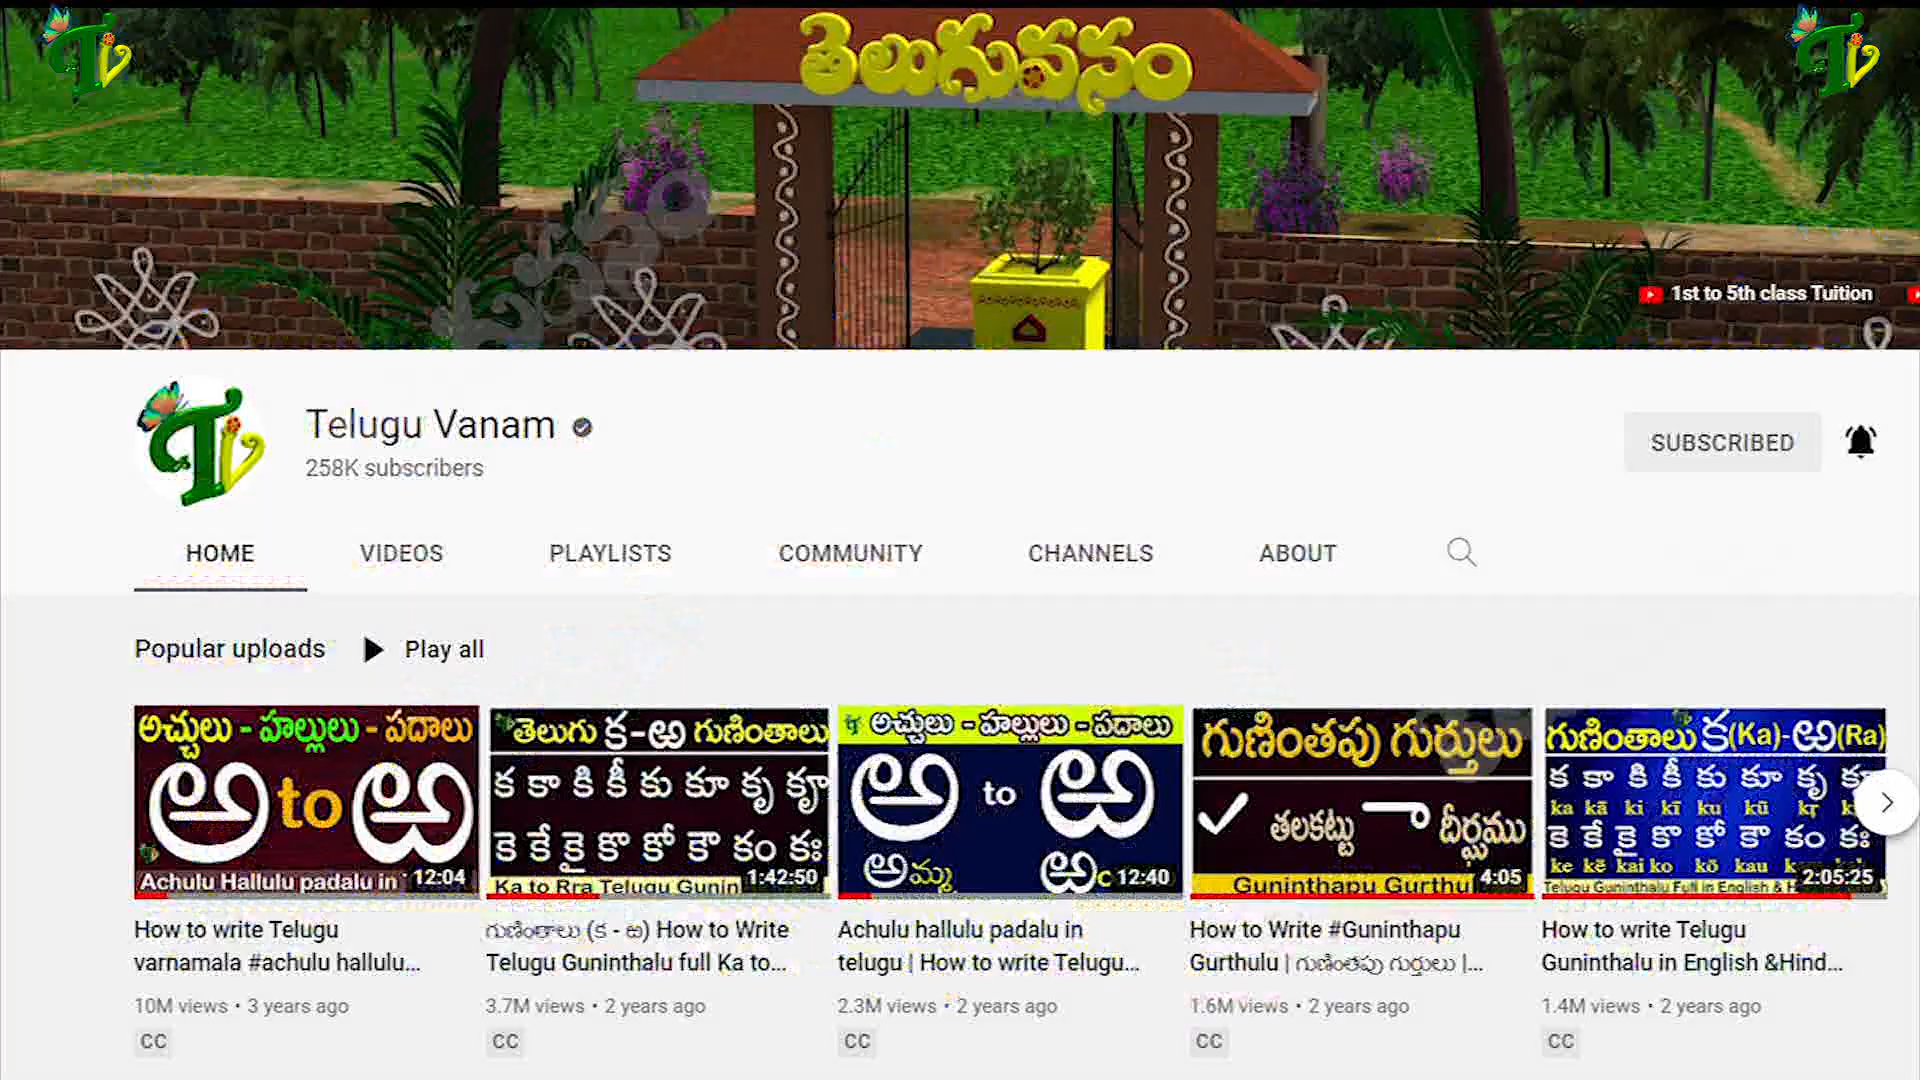 తెలుగువనం
1st to 5th class Tuition
Telugu Vanam
258K subscribers
SUBSCRIBED
HOME
VIDEOS
PLAYLISTS
COMMUNITY
CHANNELS
ABOUT
Popular uploads
Play all
అచ్చులు - హల్లులు - పదాలు
అ to ఱ
Achulu Hallulu padalu in
12:04
How to write Telugu
varnamala #achulu hallulu...
10M views • 3 years ago
CC
తెలుగు క-ఱ గుణింతాలు
క కా కి కీ కు కూ కృ కౄ
కె కే కై కొ కో కౌ కం కః
Ka to Rra Telugu Gunin
1:42:50
గుణింతాలు (క - ఱ) How to Write
Telugu Guninthalu full Ka to...
3.7M views • 2 years ago
CC
అచ్చులు - హల్లులు - పదాలు
అ to ఱ
అమ్మ
ఱ
12:40
Achulu hallulu padalu in
telugu | How to write Telugu...
2.3M views • 2 years ago
CC
గుణింతపు గుర్తులు
తలకట్టు దీర్ఘము
Guninthapu Gurthu
4:05
How to Write #Guninthapu
Gurthulu | గుణింతపు గుర్తులు |...
1.6M views • 2 years ago
CC
గుణింతాలు క(Ka)-ఱ(Ra)
క కా కి కీ కు కూ కృ
ka kā ki kī ku kū kṛ
కె కే కై కొ కో కౌ కం కః
ke kē kai ko kō kau
Telugu Guninthalu Full in English & H
2:05:25
How to write Telugu
Guninthalu in English &Hind...
1.4M views • 2 years ago
CC